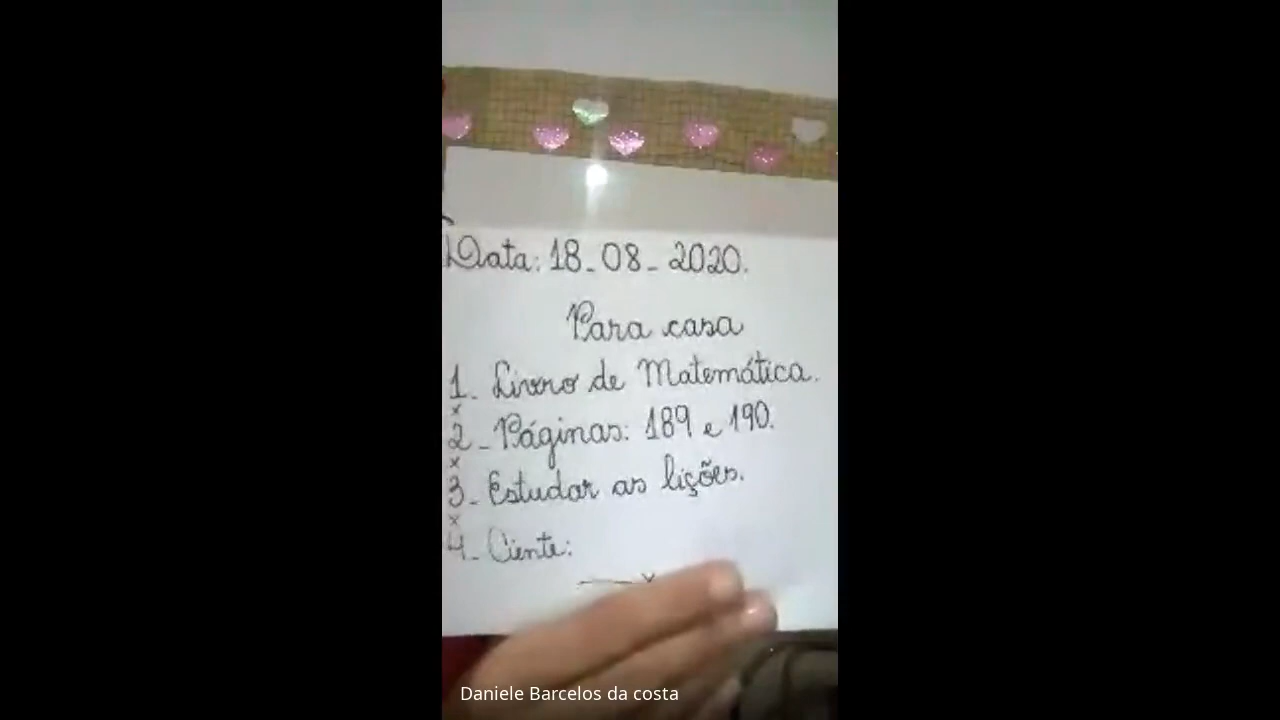 Data: 18-08-2020.
Para casa
1- Livro de Matemática.
x
2- Páginas: 189 e 190.
x
3- Estudar as lições.
x
4- Ciente:
x
Daniele Barcelos da costa